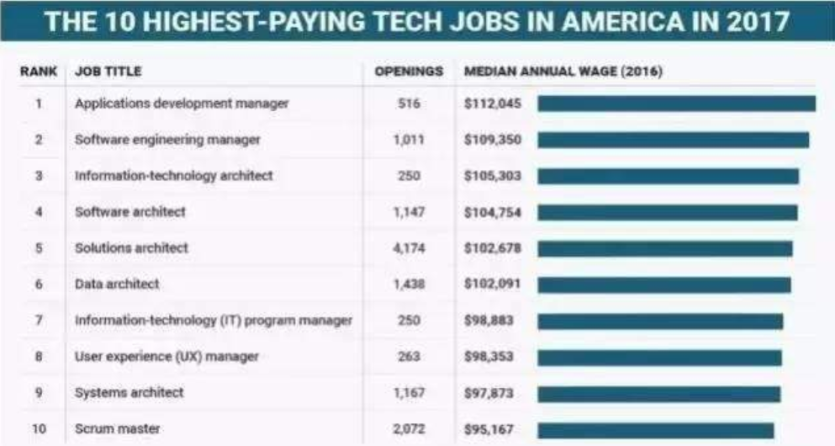 THE 10 HIGHEST-PAYING TECH JOBS IN AMERICA IN 2017
RANK JOB TITLE OPENINGS MEDIAN ANNUAL WAGE (2016)
1 Applications development manager 516 $112,045
2 Software engineering manager 1,011 $109,350
3 Information-technology architect 250 $105,303
4 Software architect 1,147 $104,754
5 Solutions architect 4,174 $102,678
6 Data architect 1,438 $102,091
7 Information-technology (IT) program manager 250 $98,883
8 User experience (UX) manager 263 $98,353
9 Systems architect 1,167 $97,873
10 Scrum master 2,072 $95,167